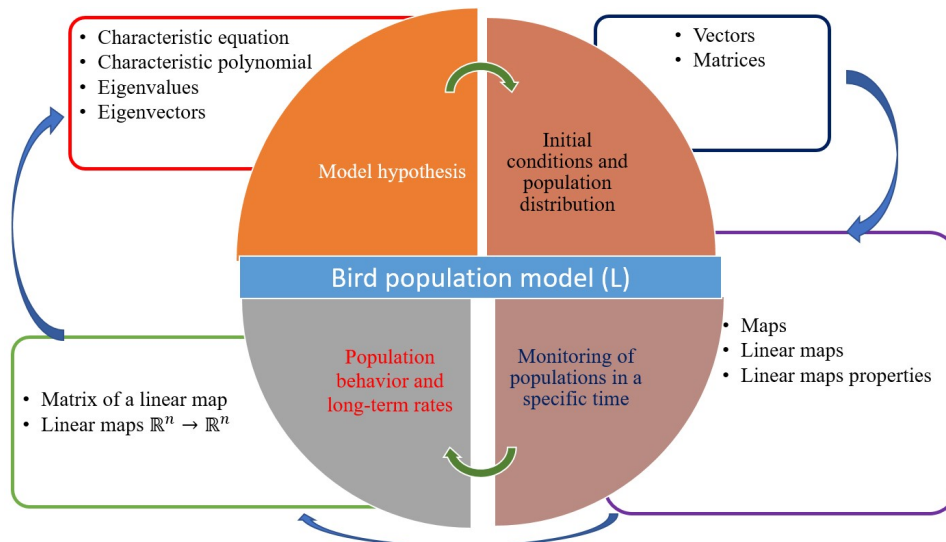 • Characteristic equation
• Characteristic polynomial
• Eigenvalues
• Eigenvectors
• Vectors
• Matrices
Model hypothesis
Initial
conditions and
population
distribution
Bird population model (L)
Population
behavior and
long-term rates
Monitoring of
populations in a
specific time
• Maps
• Linear maps
• Linear maps properties
• Matrix of a linear map
• Linear maps ℝⁿ → ℝⁿ